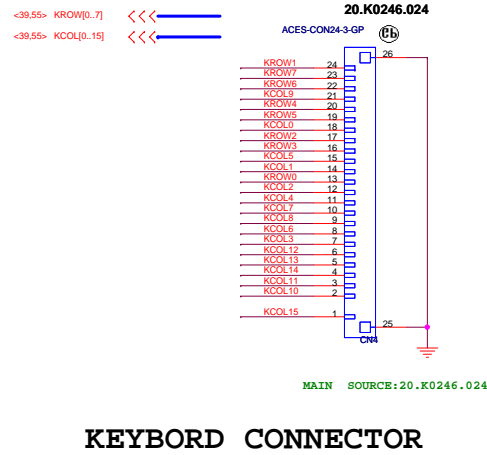 20.K0246.024
<39,55> KROW[0..7]
<39,55> KCOL[0..15]
ACES-CON24-3-GP
26
KROW1 24
KROW7 23
KROW6 22
KCOL9 21
KROW4 20
KROW5 19
KCOL0 18
KROW2 17
KROW3 16
KCOL5 15
KCOL1 14
KROW0 13
KCOL2 12
KCOL4 11
KCOL7 10
KCOL8 9
KCOL6 8
KCOL3 7
KCOL12 6
KCOL13 5
KCOL14 4
KCOL11 3
KCOL10 2
KCOL15 1
25
CN4
MAIN SOURCE:20.K0246.024
KEYBORD CONNECTOR